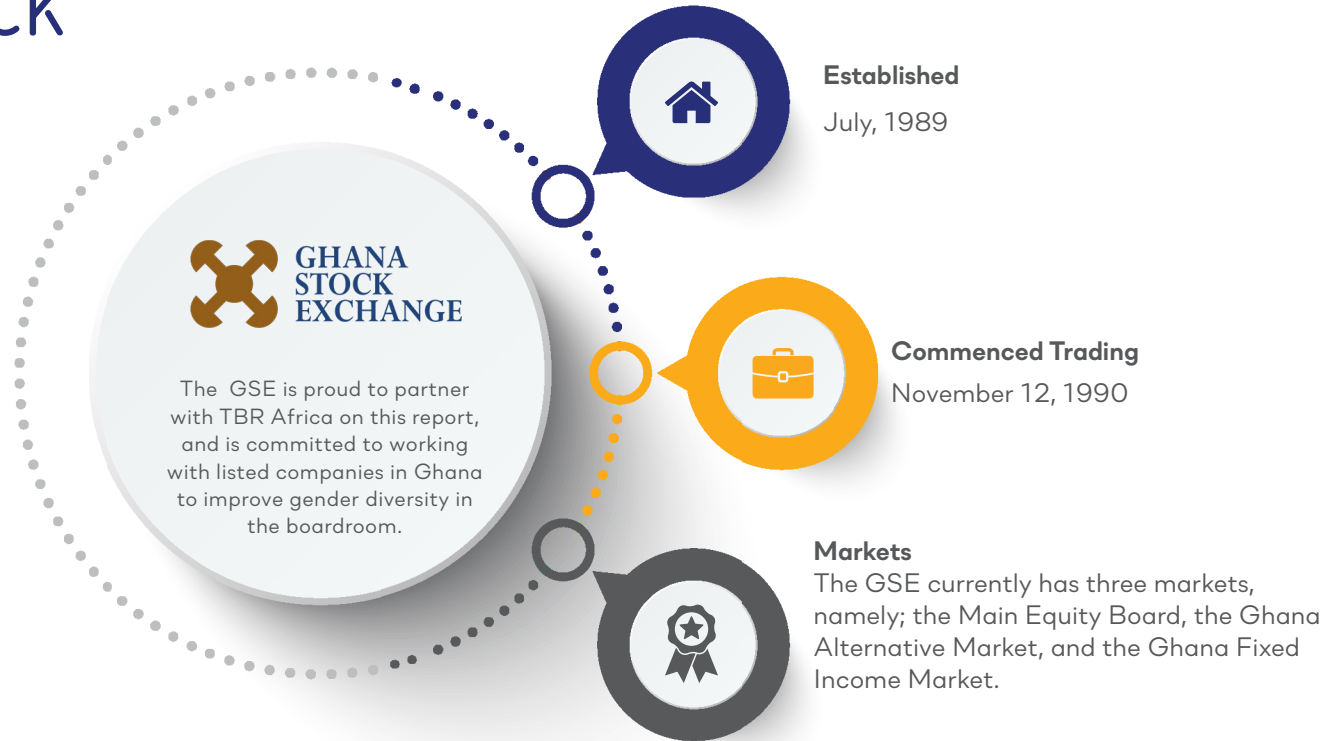 CK
GHANA
STOCK
EXCHANGE
The GSE is proud to partner
with TBR Africa on this report,
and is committed to working
with listed companies in Ghana
to improve gender diversity in
the boardroom.
Established
July, 1989
Commenced Trading
November 12, 1990
Markets
The GSE currently has three markets,
namely; the Main Equity Board, the Ghana
Alternative Market, and the Ghana Fixed
Income Market.